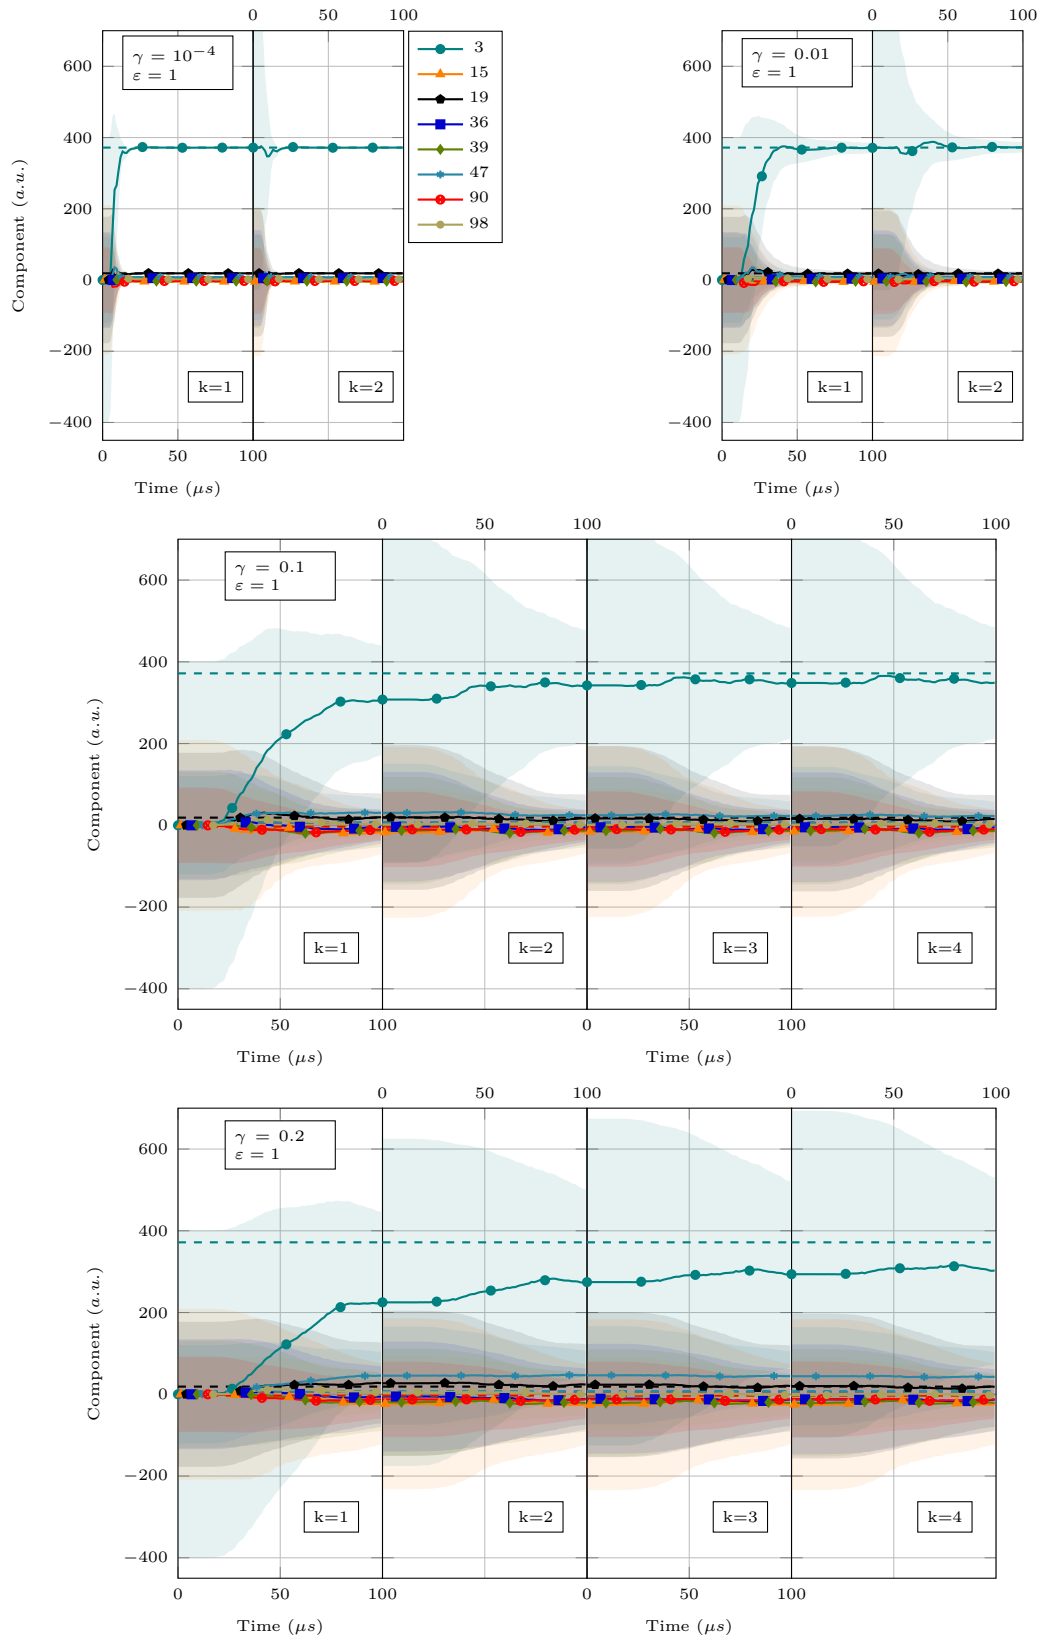 0 50 100
γ = 10⁻⁴
ε = 1
600
400
200
0
−200
−400
Component (a.u.)
k=1
k=2
0 50 100
Time (μs)
3
15
19
36
39
47
90
98
0 50 100
γ = 0.01
ε = 1
600
400
200
0
−200
−400
k=1
k=2
0 50 100
Time (μs)
0 50 0 50 0 50 100
γ = 0.1
ε = 1
600
400
200
0
−200
−400
Component (a.u.)
k=1
k=2
k=3
k=4
0 50 100 0 50 100
Time (μs)
Time (μs)
0 50 0 50 100
γ = 0.2
ε = 1
600
400
200
0
−200
−400
Component (a.u.)
k=1
k=2
k=3
k=4
0 50 100 0 50 100
Time (μs)
Time (μs)